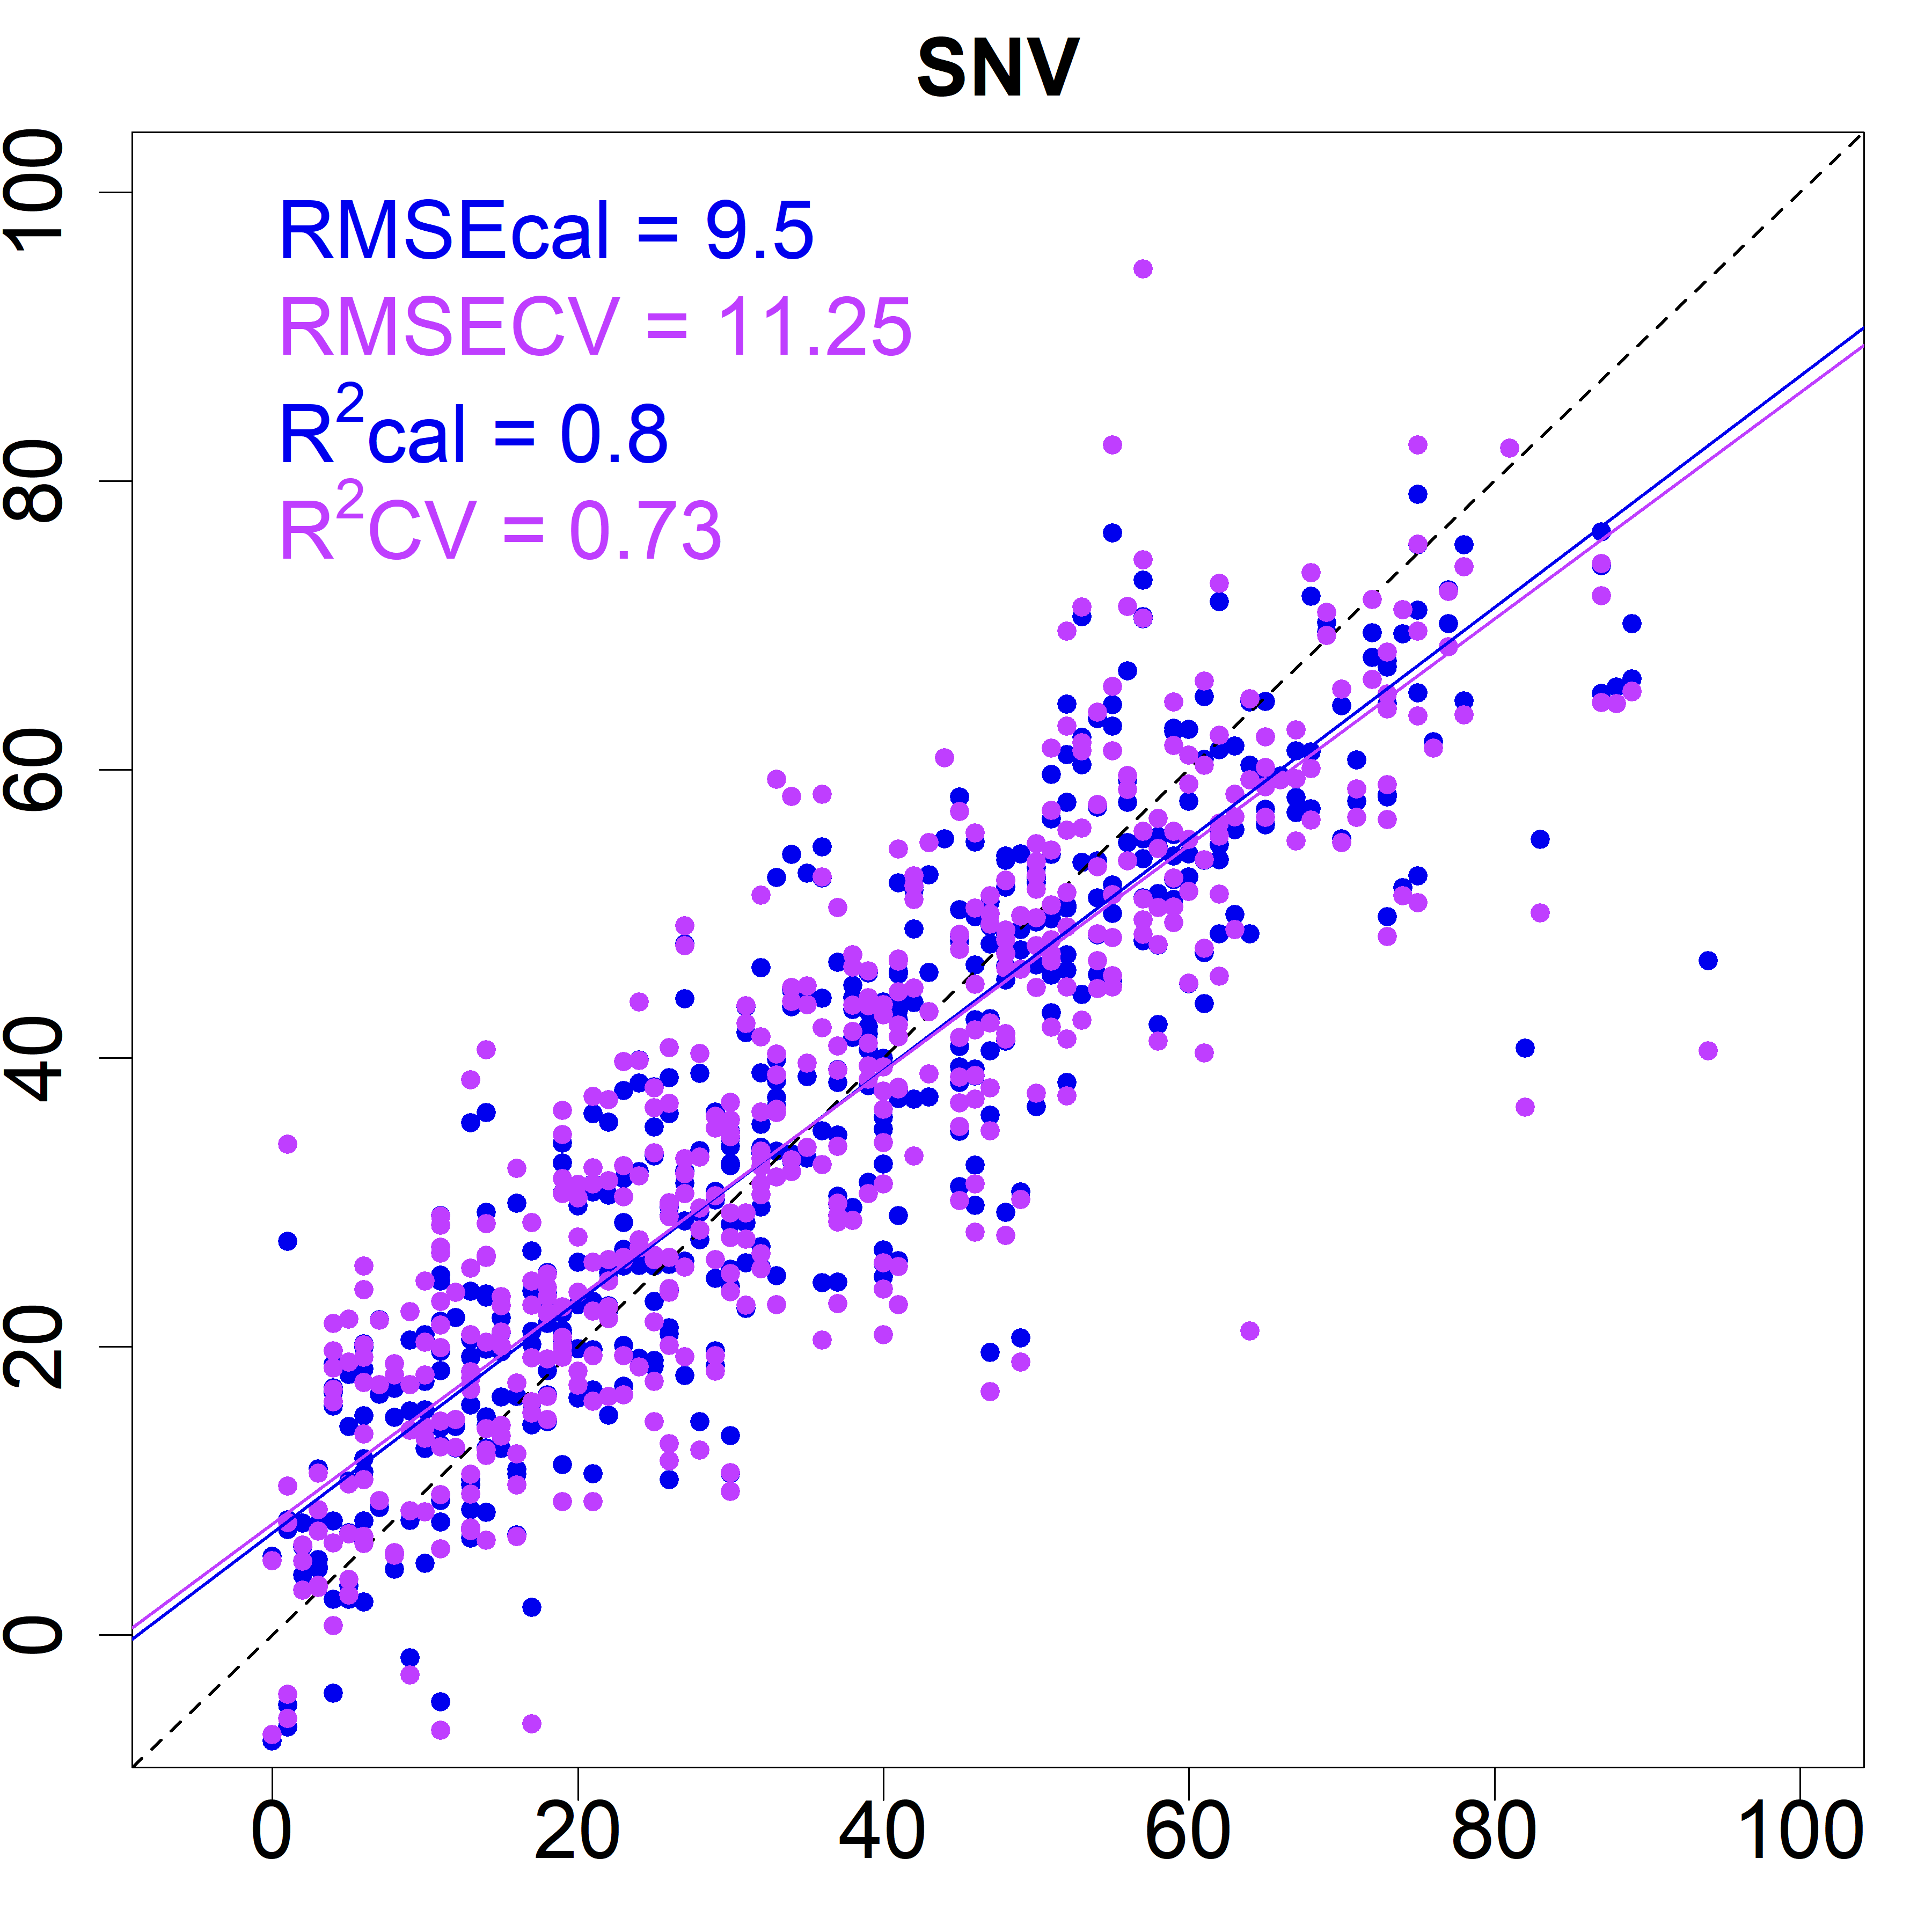 SNV
RMSEcal = 9.5
RMSECV = 11.25
R²cal = 0.8
R²CV = 0.73
100
80
60
40
20
0
0 20 40 60 80 100